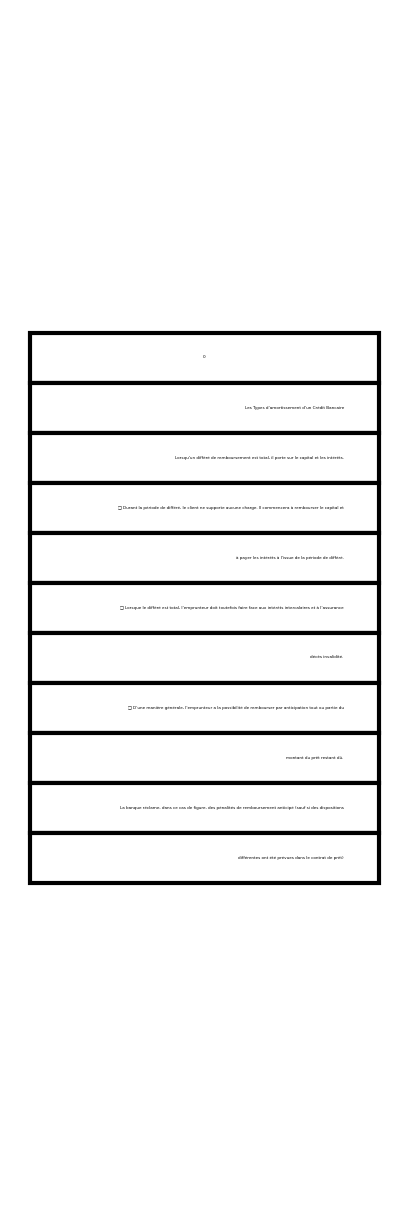 0
Les Types d'amortissement d'un Crédit Bancaire
Lorsqu'un différé de remboursement est total, il porte sur le capital et les intérêts.
❑ Durant la période de différé, le client ne supporte aucune charge. Il commencera à rembourser le capital et
à payer les intérêts à l'issue de la période de différé.
❑ Lorsque le différé est total, l'emprunteur doit toutefois faire face aux intérêts intercalaires et à l'assurance
décès invalidité.
❑ D'une manière générale, l'emprunteur a la possibilité de rembourser par anticipation tout ou partie du
montant du prêt restant dû.
La banque réclame, dans ce cas de figure, des pénalités de remboursement anticipé (sauf si des dispositions
différentes ont été prévues dans le contrat de prêt)